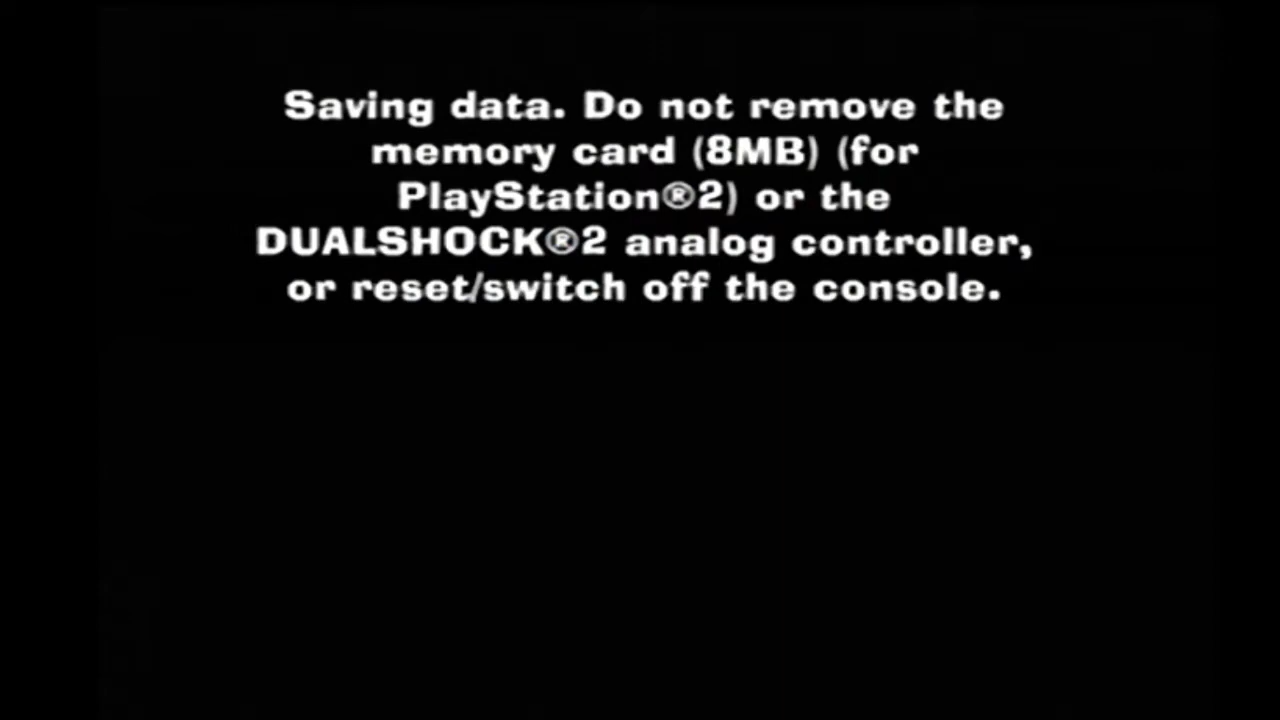 Saving data. Do not remove the
memory card (8MB) (for
PlayStation®2) or the
DUALSHOCK®2 analog controller,
or reset/switch off the console.